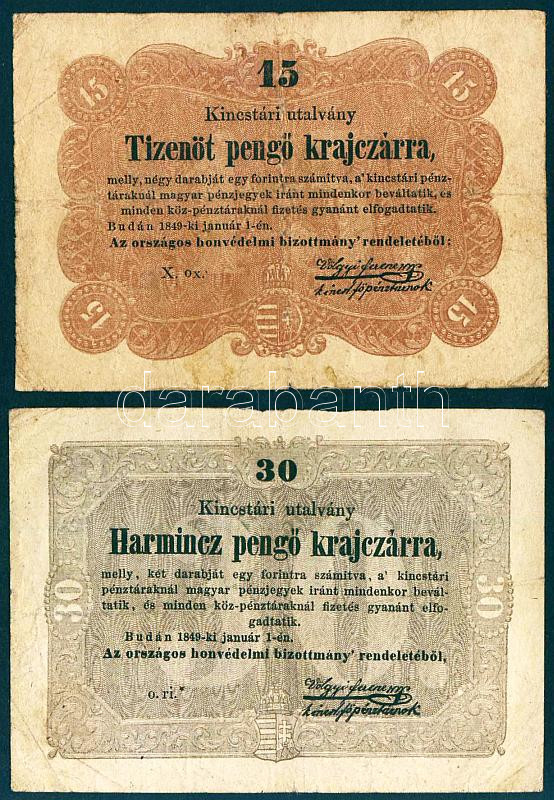 15
15
15
Kincstári utalvány
Tizenöt pengő krajczárra,
melly, négy darabját egy forintra számítva, a' kincstári pénz-
táraknál magyar pénzjegyek iránt mindenkor beváltatik, és
minden köz-pénztáraknál fizetés gyanánt elfogadtatik.
Budán 1849-ki január 1-én.
Az országos honvédelmi bizottmány' rendeletéből:
X. ox.
15
15
darabanth
30
Kincstári utalvány
Harmincz pengő krajczárra,
melly, két darabját egy forintra számítva, a' kincstári
pénztáraknál magyar pénzjegyek iránt mindenkor bevál-
tatik, és minden köz-pénztáraknál fizetés gyanánt elfo-
gadtatik.
30
30
Budán 1849-ki január 1-én.
Az országos honvédelmi bizottmány' rendeletéből,
o. ri.*